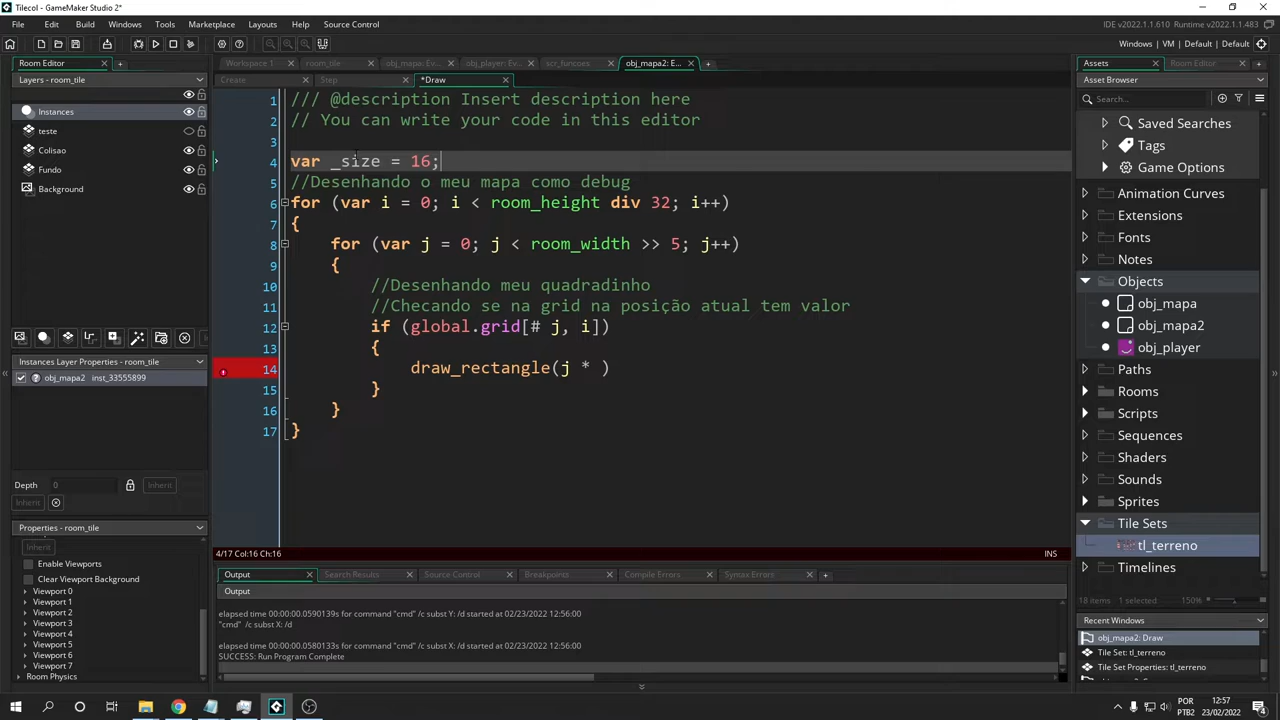 Tilecol - GameMaker Studio 2*
File Edit Build Windows Tools Marketplace Layouts Help Source Control
IDE v2022.1.1.610 Runtime v2022.1.1.483
Windows | VM | Default | Default
Room Editor
Workspace 1 room_tile obj_mapa: Ev... obj_player: Eve... scr_funcoes obj_mapa2: E...
Assets Room Editor
Layers - room_tile
Create Step *Draw
Asset Browser
Search...
Instances
teste
Colisao
Fundo
Background
1 /// @description Insert description here
2 // You can write your code in this editor
3
4 var _size = 16;
5 //Desenhando o meu mapa como debug
6 for (var i = 0; i < room_height div 32; i++)
7 {
8 for (var j = 0; j < room_width >> 5; j++)
9 {
10 //Desenhando meu quadradinho
11 //Checando se na grid na posição atual tem valor
12 if (global.grid[# j, i])
13 {
14 draw_rectangle(j * )
15 }
16 }
17 }
Saved Searches
Tags
Game Options
Animation Curves
Extensions
Fonts
Notes
Objects
obj_mapa
obj_mapa2
obj_player
Paths
Rooms
Scripts
Sequences
Shaders
Sounds
Sprites
Tile Sets
tl_terreno
Timelines
18 items 1 selected 150%
Instances Layer Properties - room_tile
obj_mapa2 inst_33555899
Depth 0 Inherit
Inherit
Properties - room_tile
Inherit
Enable Viewports
Clear Viewport Background
Viewport 0
Viewport 1
Viewport 2
Viewport 3
Viewport 4
Viewport 5
Viewport 6
Viewport 7
Room Physics
4/17 Col:16 Ch:16 INS
Output Search Results Source Control Breakpoints Compile Errors Syntax Errors
Output
elapsed time 00:00:00.0590139s for command "cmd" /c subst Y: /d started at 02/23/2022 12:56:00
"cmd" /c subst X: /d
elapsed time 00:00:00.0580133s for command "cmd" /c subst X: /d started at 02/23/2022 12:56:00
SUCCESS: Run Program Complete
Recent Windows
obj_mapa2: Draw
Tile Set: tl_terreno
Tile Set Properties: tl_terreno
POR
PTB2
12:57
23/02/2022
4